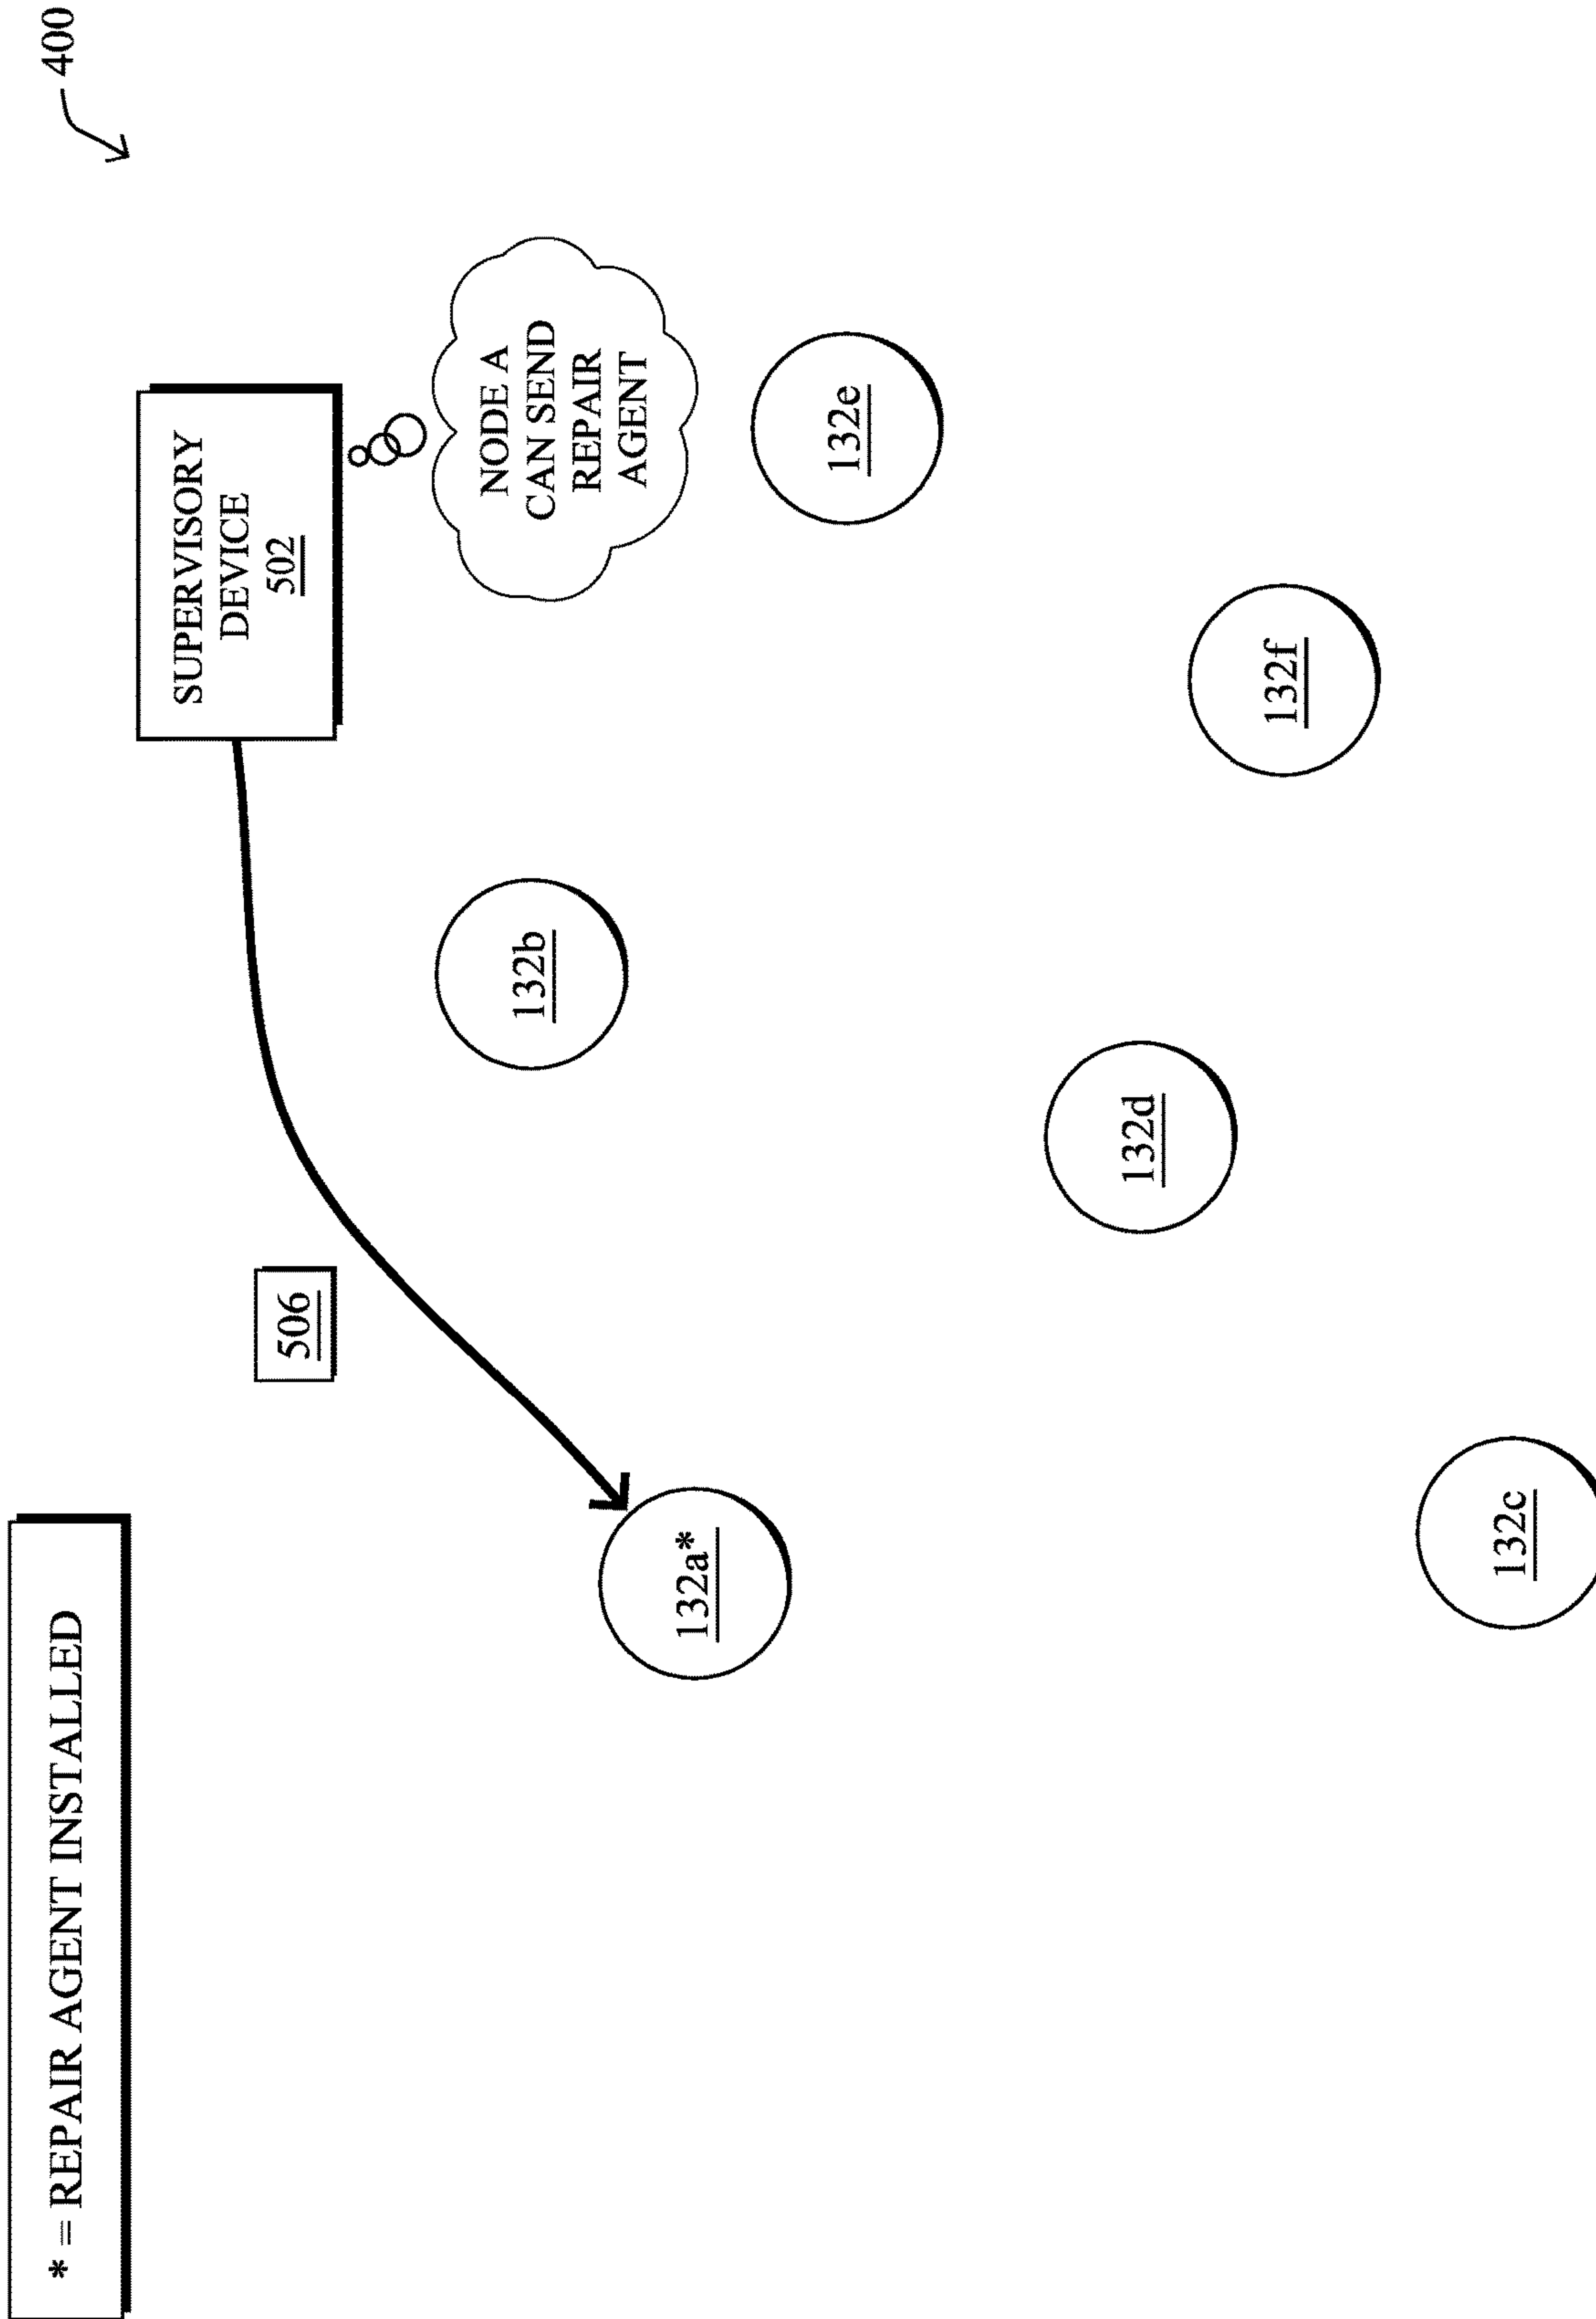 * = REPAIR AGENT INSTALLED
400
SUPERVISORY
DEVICE
502
506
NODE A
CAN SEND
REPAIR
AGENT
132b
132a*
132e
132d
132f
132c